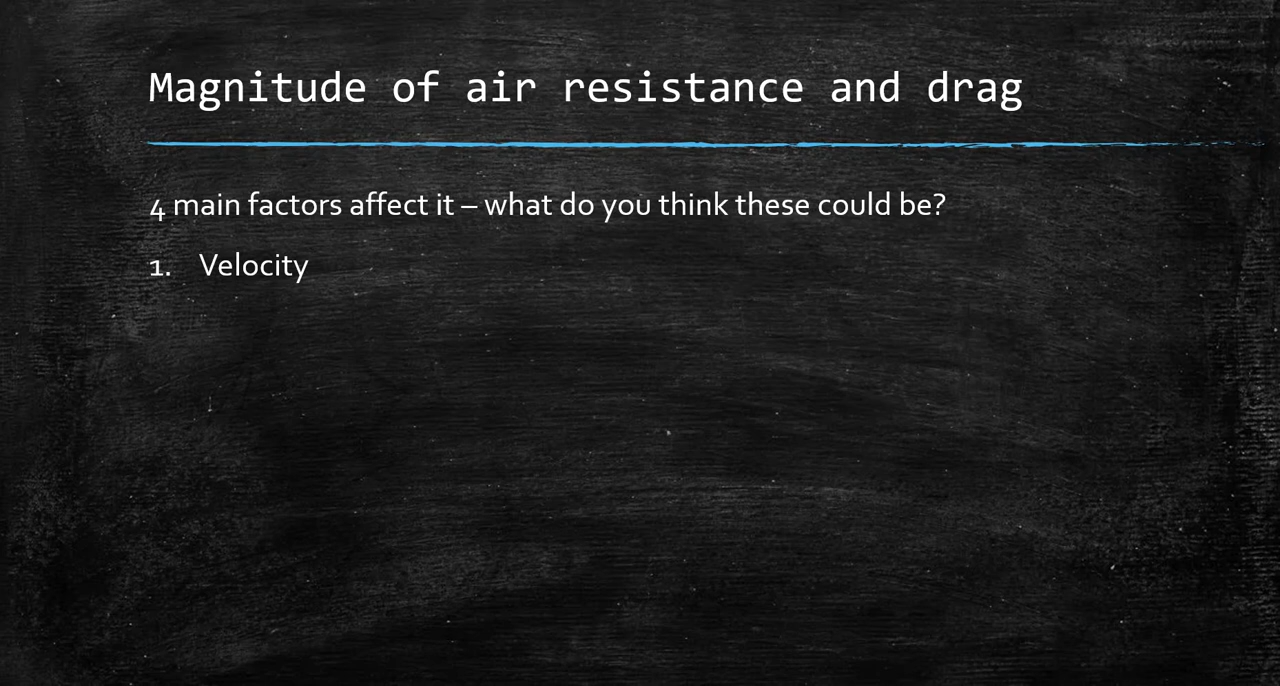 Magnitude of air resistance and drag
4 main factors affect it – what do you think these could be?
1. Velocity